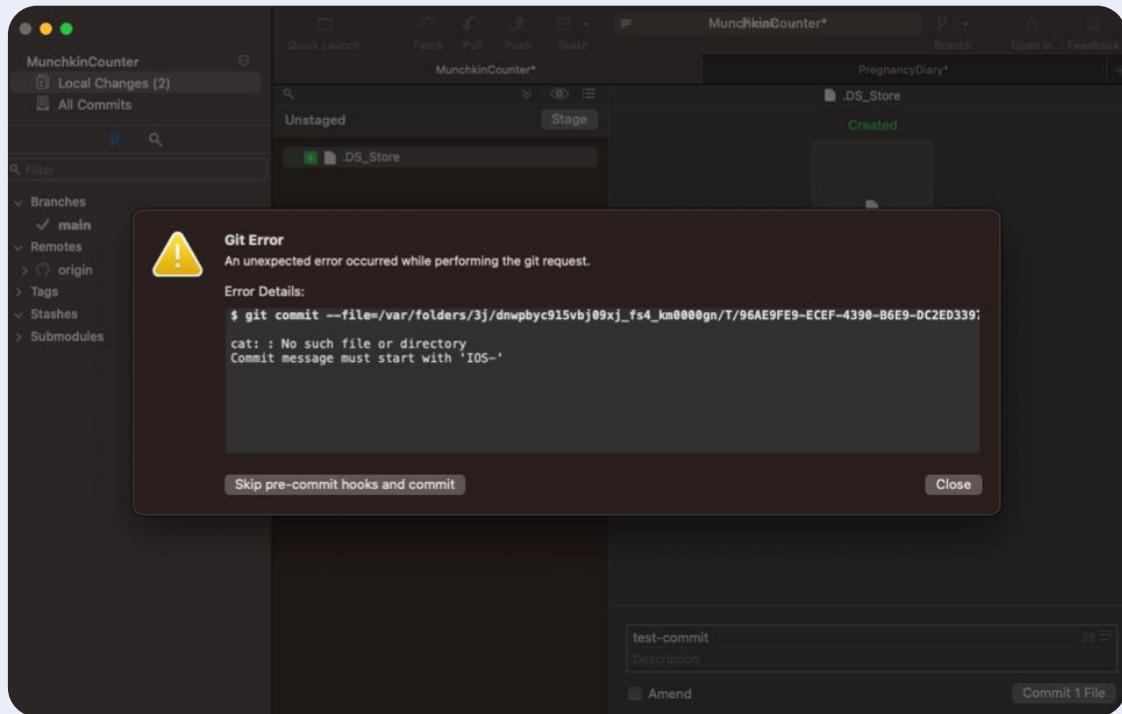 MunchkinCounter*
Quick Launch
Fetch
Pull
Push
Stash
Branch
Open in
Feedback
MunchkinCounter
Local Changes (2)
All Commits
Filter
Branches
main
Remotes
origin
Tags
Stashes
Submodules
MunchkinCounter*
PregnancyDiary*
Unstaged
Stage
.DS_Store
.DS_Store
Created
Git Error
An unexpected error occurred while performing the git request.
Error Details:
$ git commit --file=/var/folders/3j/dnwpbyc915vbj09xj_fs4_km0000gn/T/96AE9FE9-ECEF-4390-B6E9-DC2ED3397
cat: : No such file or directory
Commit message must start with 'IOS-'
Skip pre-commit hooks and commit
Close
test-commit
39
Description
Amend
Commit 1 File